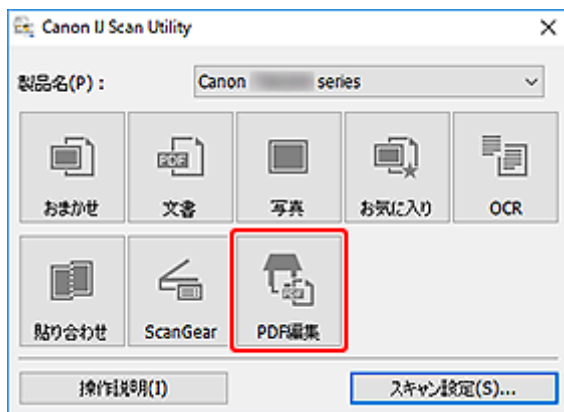 Canon IJ Scan Utility
製品名(P) :
Canon series
おまかせ
文書
写真
お気に入り
OCR
貼り合わせ
ScanGear
PDF編集
操作説明(I)
スキャン設定(S)...